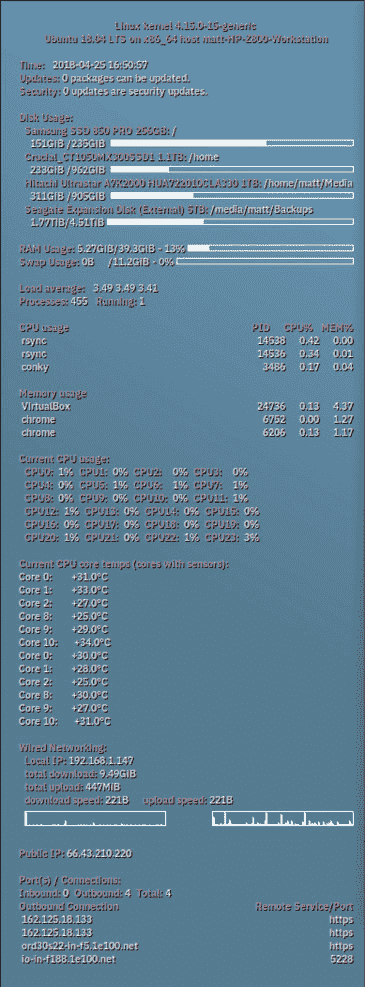 Linux kernel 4.15.0-15-generic
Ubuntu 18.04 LTS on x86_64 host matt-HP-Z800-Workstation
Time: 2018-04-25 16:50:57
Updates: 0 packages can be updated.
Security: 0 updates are security updates.
Disk Usage:
Samsung SSD 850 PRO 256GB: /
151GiB /235GiB
Crucial_CT1050MX300SSD1 1.1TB: /home
233GiB /962GiB
Hitachi Ultrastar A7K2000 HUA722010CLA330 1TB: /home/matt/Media
311GiB /905GiB
Seagate Expansion Disk (External) 5TB: /media/matt/Backups
1.77TiB/4.51TiB
RAM Usage: 5.27GiB/39.3GiB - 13%
Swap Usage: 0B /11.2GiB - 0%
Load average: 3.49 3.49 3.41
Processes: 455 Running: 1
CPU usage PID CPU% MEM%
rsync 14538 0.42 0.00
rsync 14536 0.34 0.01
conky 3486 0.17 0.04
Memory usage
VirtualBox 24736 0.13 4.37
chrome 6752 0.00 1.27
chrome 6206 0.13 1.17
Current CPU usage:
CPU0: 1% CPU1: 0% CPU2: 0% CPU3: 0%
CPU4: 0% CPU5: 1% CPU6: 1% CPU7: 1%
CPU8: 0% CPU9: 0% CPU10: 0% CPU11: 1%
CPU12: 1% CPU13: 0% CPU14: 0% CPU15: 0%
CPU16: 0% CPU17: 0% CPU18: 0% CPU19: 0%
CPU20: 1% CPU21: 0% CPU22: 1% CPU23: 3%
Current CPU core temps (cores with sensors):
Core 0: +31.0°C
Core 1: +33.0°C
Core 2: +27.0°C
Core 8: +25.0°C
Core 9: +29.0°C
Core 10: +34.0°C
Core 0: +30.0°C
Core 1: +28.0°C
Core 2: +25.0°C
Core 8: +30.0°C
Core 9: +27.0°C
Core 10: +31.0°C
Wired Networking:
Local IP: 192.168.1.147
total download: 9.49GiB
total upload: 447MiB
download speed: 221B upload speed: 221B
Public IP: 66.43.210.220
Port(s) / Connections:
Inbound: 0 Outbound: 4 Total: 4
Outbound Connection Remote Service/Port
162.125.18.133 https
162.125.18.133 https
ord30s22-in-f5.1e100.net https
io-in-f188.1e100.net 5228